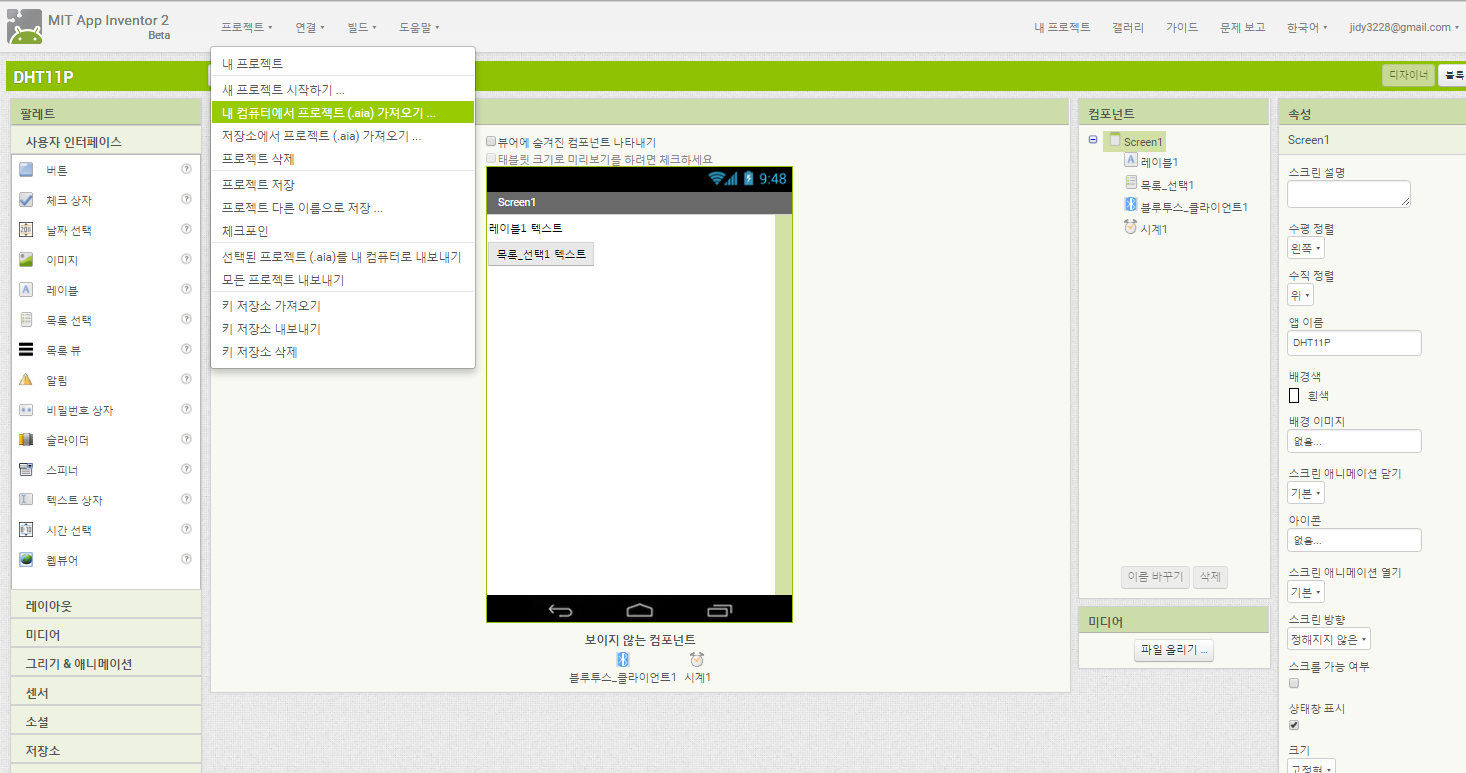 MIT App Inventor 2
Beta
프로젝트 연결 빌드 도움말
내 프로젝트 갤러리 가이드 문제 보고 한국어 jidy3228@gmail.com
DHT11P
디자이너 블록
내 프로젝트
새 프로젝트 시작하기 ...
내 컴퓨터에서 프로젝트 (.aia) 가져오기 ...
저장소에서 프로젝트 (.aia) 가져오기 ...
프로젝트 삭제
프로젝트 저장
프로젝트 다른 이름으로 저장 ...
체크포인
선택된 프로젝트 (.aia)를 내 컴퓨터로 내보내기
모든 프로젝트 내보내기
키 저장소 가져오기
키 저장소 내보내기
키 저장소 삭제
팔레트
사용자 인터페이스
버튼
체크 상자
날짜 선택
이미지
레이블
목록 선택
목록 뷰
알림
비밀번호 상자
슬라이더
스피너
텍스트 상자
시간 선택
웹뷰어
레이아웃
미디어
그리기 & 애니메이션
센서
소셜
저장소
뷰어에 숨겨진 컴포넌트 나타내기
태블릿 크기로 미리보기를 하려면 체크하세요
9:48
Screen1
레이블1 텍스트
목록_선택1 텍스트
보이지 않는 컴포넌트
블루투스_클라이언트1 시계1
컴포넌트
Screen1
레이블1
목록_선택1
블루투스_클라이언트1
시계1
이름 바꾸기 삭제
미디어
파일 올리기 ...
속성
Screen1
스크린 설명
수평 정렬
왼쪽
수직 정렬
위
앱 이름
DHT11P
배경색
흰색
배경 이미지
없음...
스크린 애니메이션 닫기
기본
아이콘
없음...
스크린 애니메이션 열기
기본
스크린 방향
정해지지 않은
스크롤 가능 여부
상태창 표시
크기
고정형